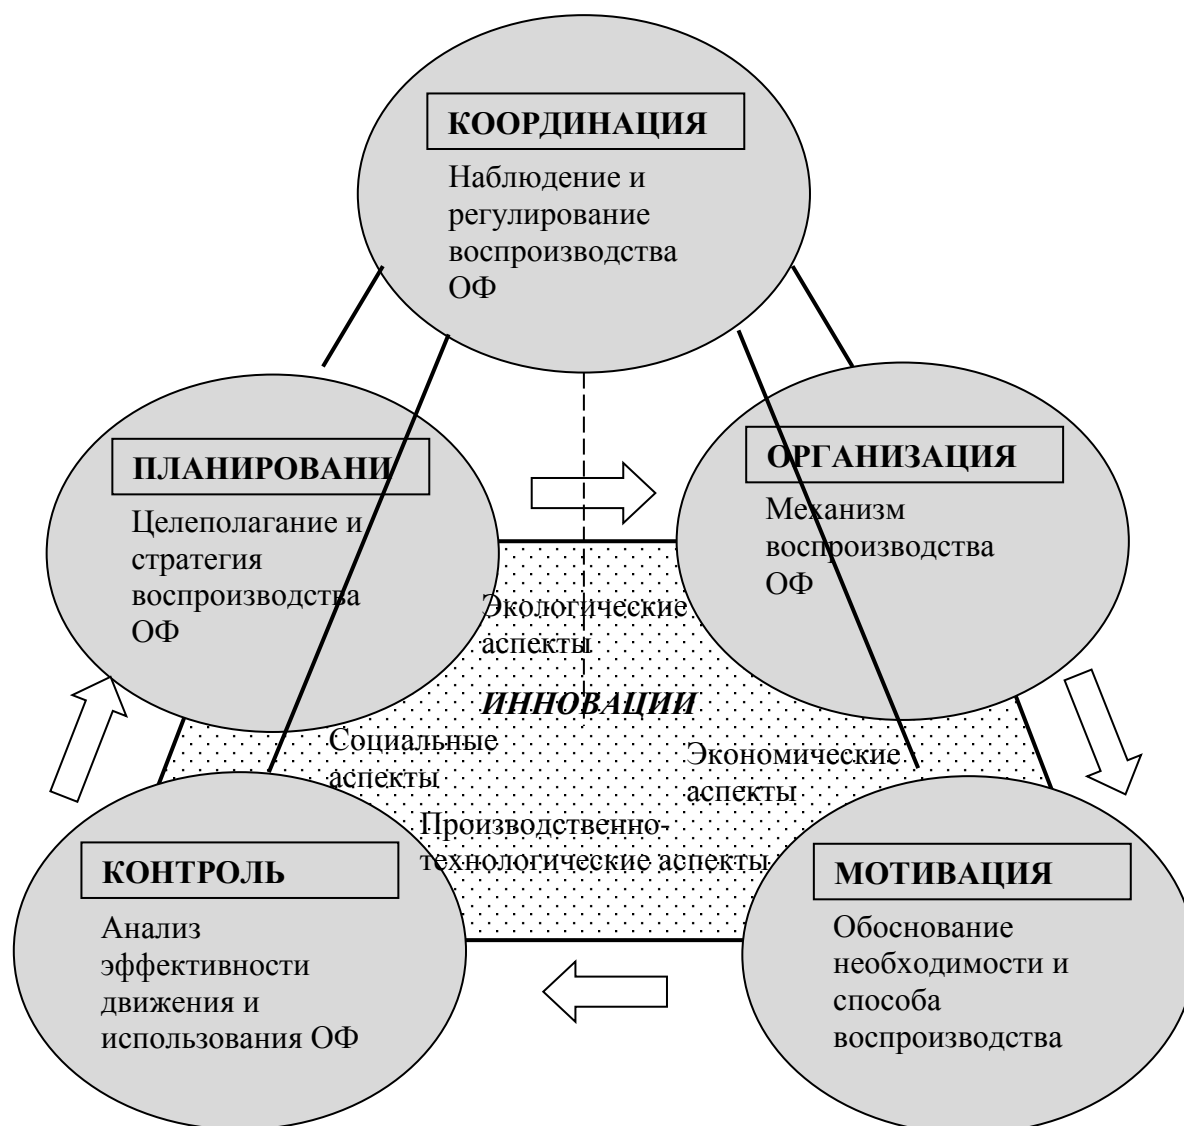 КООРДИНАЦИЯ
Наблюдение и
регулирование
воспроизводства
ОФ
ПЛАНИРОВАНИ
Целеполагание и
стратегия
воспроизводства
ОФ
ОРГАНИЗАЦИЯ
Механизм
воспроизводства
ОФ
Экологические
аспекты
ИННОВАЦИИ
Социальные
аспекты
Экономические
аспекты
Производственно-
технологические аспекты
КОНТРОЛЬ
Анализ
эффективности
движения и
использования ОФ
МОТИВАЦИЯ
Обоснование
необходимости и
способа
воспроизводства